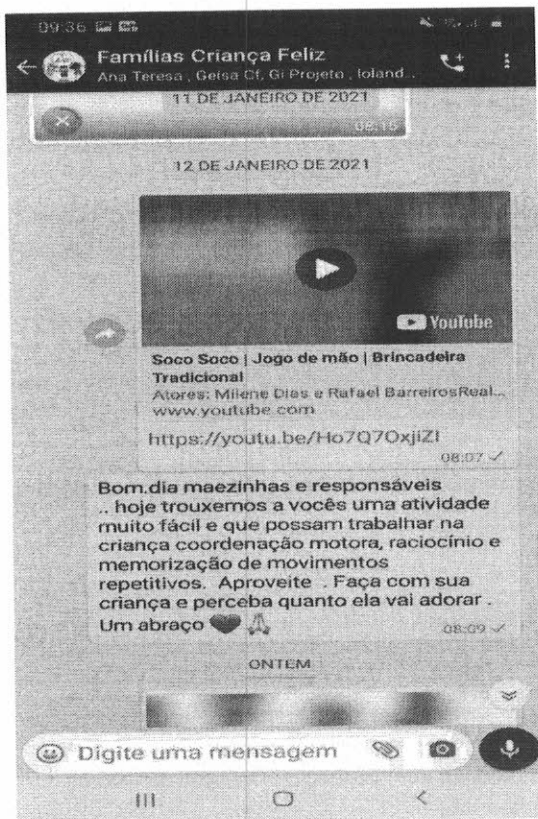 09:36
Famílias Criança Feliz
Ana Teresa , Geisa Cf, Gi Projeto , Ioland...
11 DE JANEIRO DE 2021
08:15
12 DE JANEIRO DE 2021
YouTube
Soco Soco | Jogo de mão | Brincadeira
Tradicional
Atores: Milene Dias e Rafael BarreirosReal...
www.youtube.com
https://youtu.be/Ho7Q7OxjiZI
08:07
Bom.dia maezinhas e responsáveis
.. hoje trouxemos a vocês uma atividade
muito fácil e que possam trabalhar na
criança coordenação motora, raciocínio e
memorização de movimentos
repetitivos. Aproveite . Faça com sua
criança e perceba quanto ela vai adorar .
Um abraço
08:09
ONTEM
Digite uma mensagem